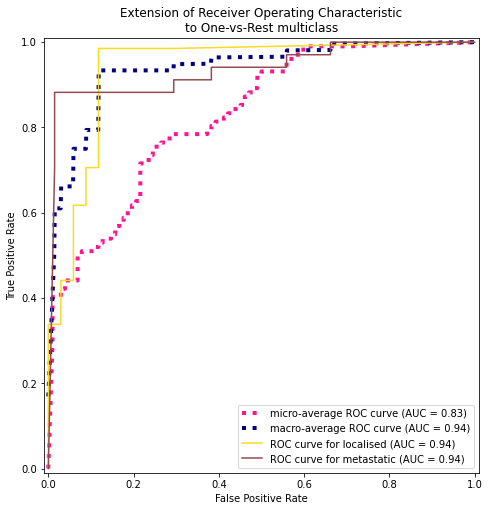 Extension of Receiver Operating Characteristic
to One-vs-Rest multiclass
True Positive Rate
1.0
0.8
0.6
0.4
0.2
0.0
micro-average ROC curve (AUC = 0.83)
macro-average ROC curve (AUC = 0.94)
ROC curve for localised (AUC = 0.94)
ROC curve for metastatic (AUC = 0.94)
0.0 0.2 0.4 0.6 0.8 1.0
False Positive Rate